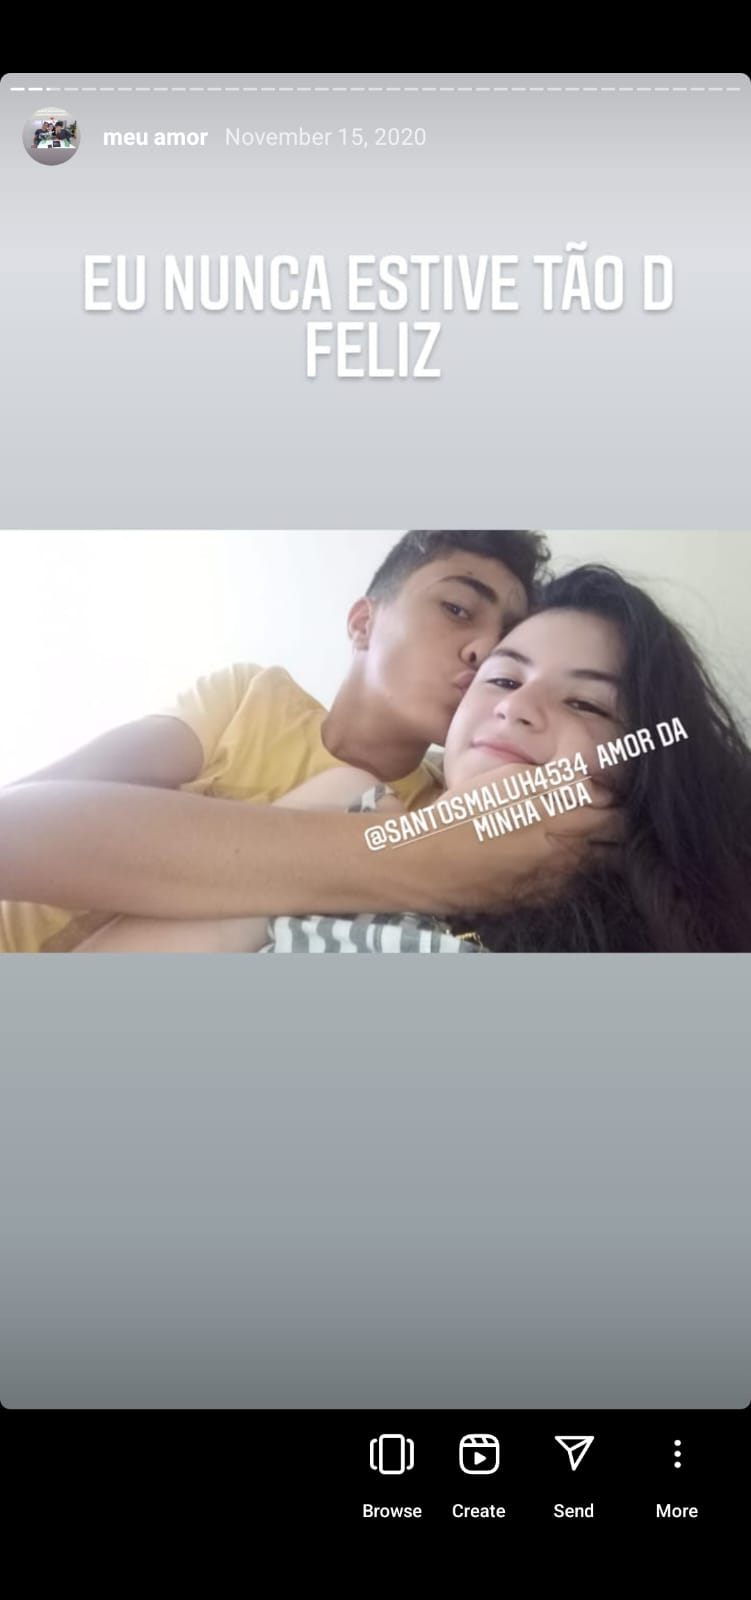 meu amor November 15, 2020
EU NUNCA ESTIVE TÃO D
FELIZ
@SANTOSMALUH4534 AMOR DA
MINHA VIDA
Browse Create Send More